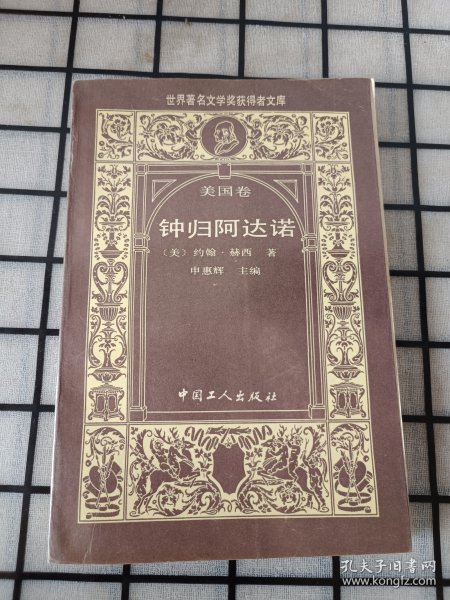 世界著名文学奖获得者文库
美国卷
钟归阿达诺
〔美〕约翰·赫西 著
申惠辉 主编
中国工人出版社
孔夫子旧书网
www.kongfz.com